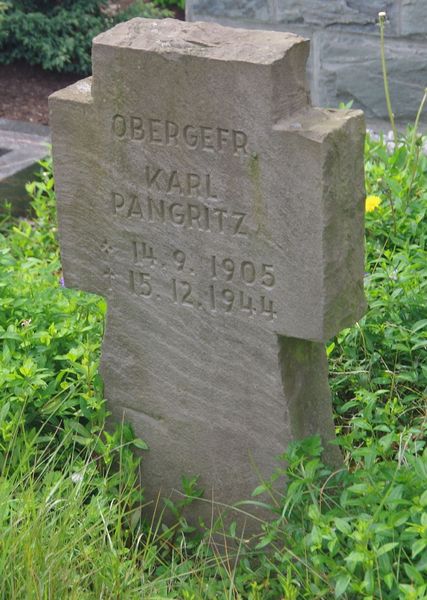 OBERGEFR.
KARL
PANGRITZ
* 14.9.1905
† 15.12.1944